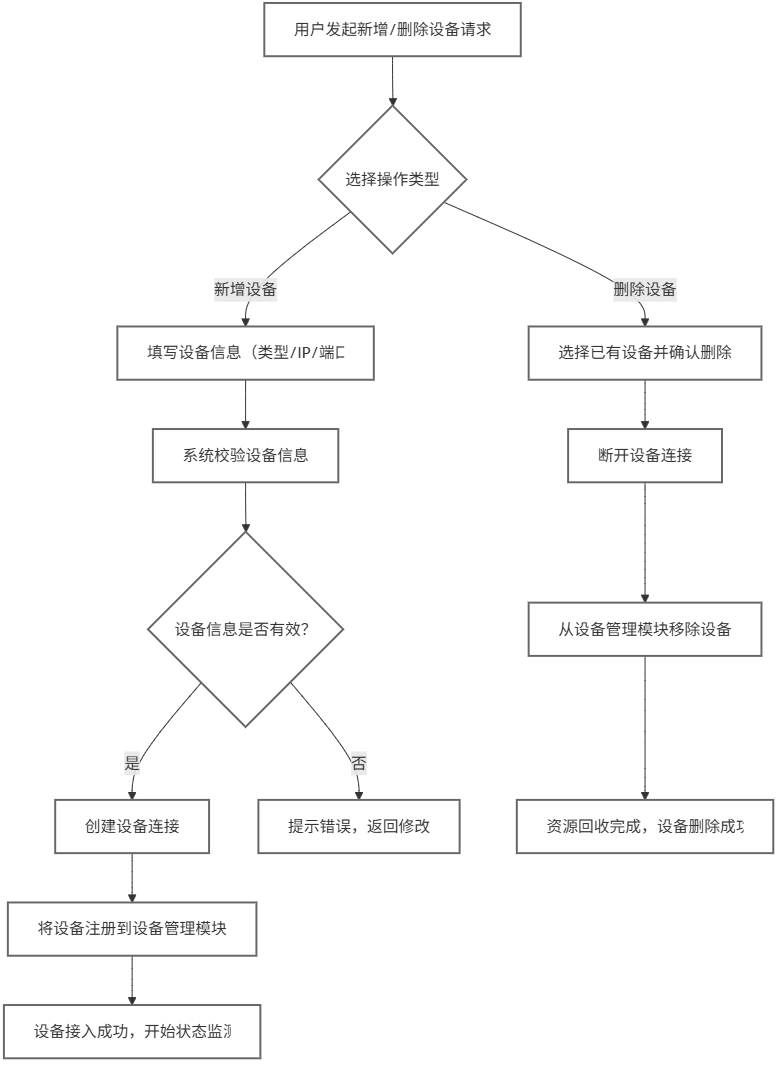 用户发起新增/删除设备请求
选择操作类型
新增设备
删除设备
填写设备信息（类型/IP/端口
选择已有设备并确认删除
系统校验设备信息
断开设备连接
设备信息是否有效?
从设备管理模块移除设备
是
否
创建设备连接
提示错误，返回修改
资源回收完成，设备删除成功
将设备注册到设备管理模块
设备接入成功，开始状态监测